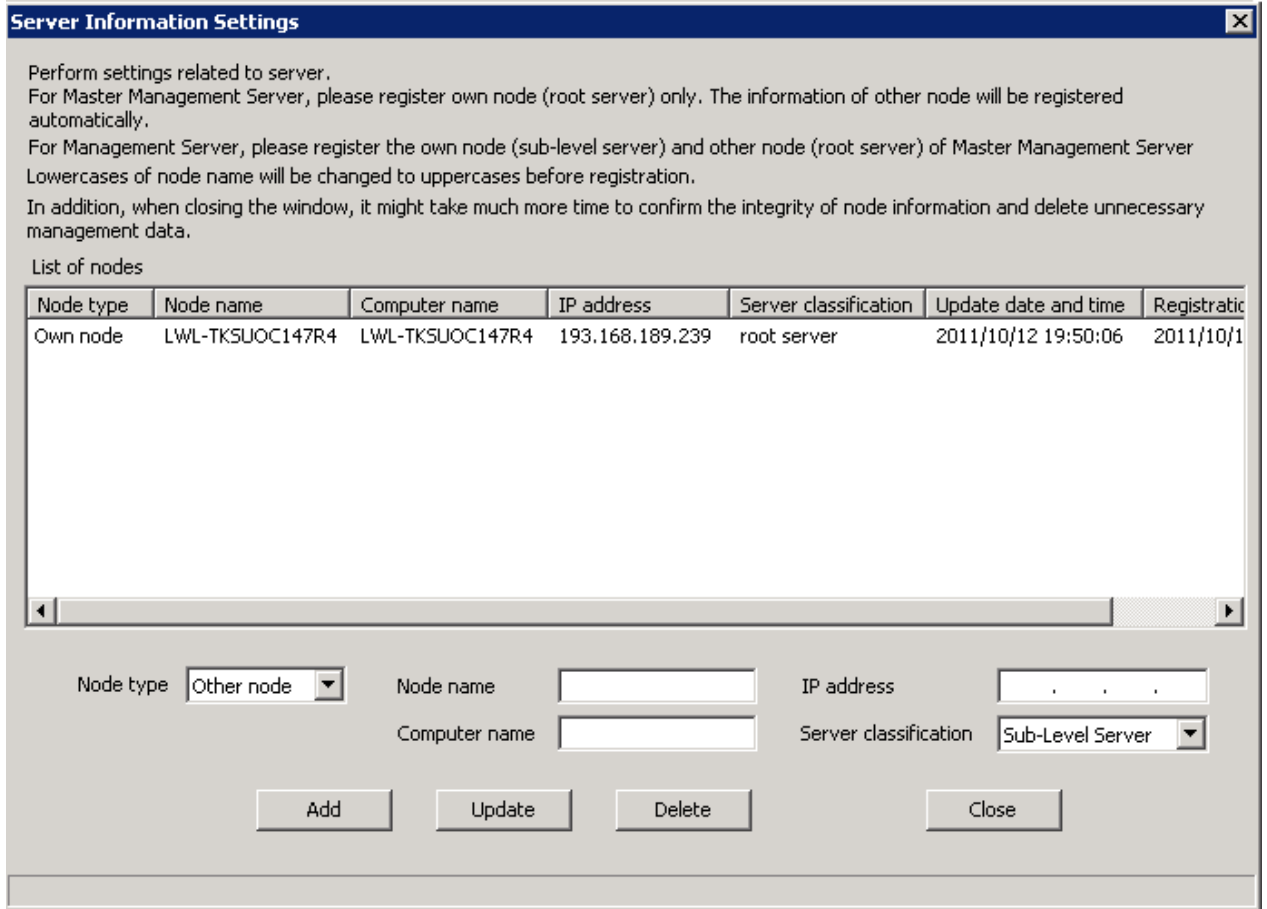 Server Information Settings
Perform settings related to server.
For Master Management Server, please register own node (root server) only. The information of other node will be registered
automatically.
For Management Server, please register the own node (sub-level server) and other node (root server) of Master Management Server
Lowercases of node name will be changed to uppercases before registration.
In addition, when closing the window, it might take much more time to confirm the integrity of node information and delete unnecessary
management data.
List of nodes
Node type Node name Computer name IP address Server classification Update date and time Registratic
Own node LWL-TKSUOC147R4 LWL-TKSUOC147R4 193.168.189.239 root server 2011/10/12 19:50:06 2011/10/1
Node type Other node Node name IP address . . .
Computer name Server classification Sub-Level Server
Add Update Delete Close